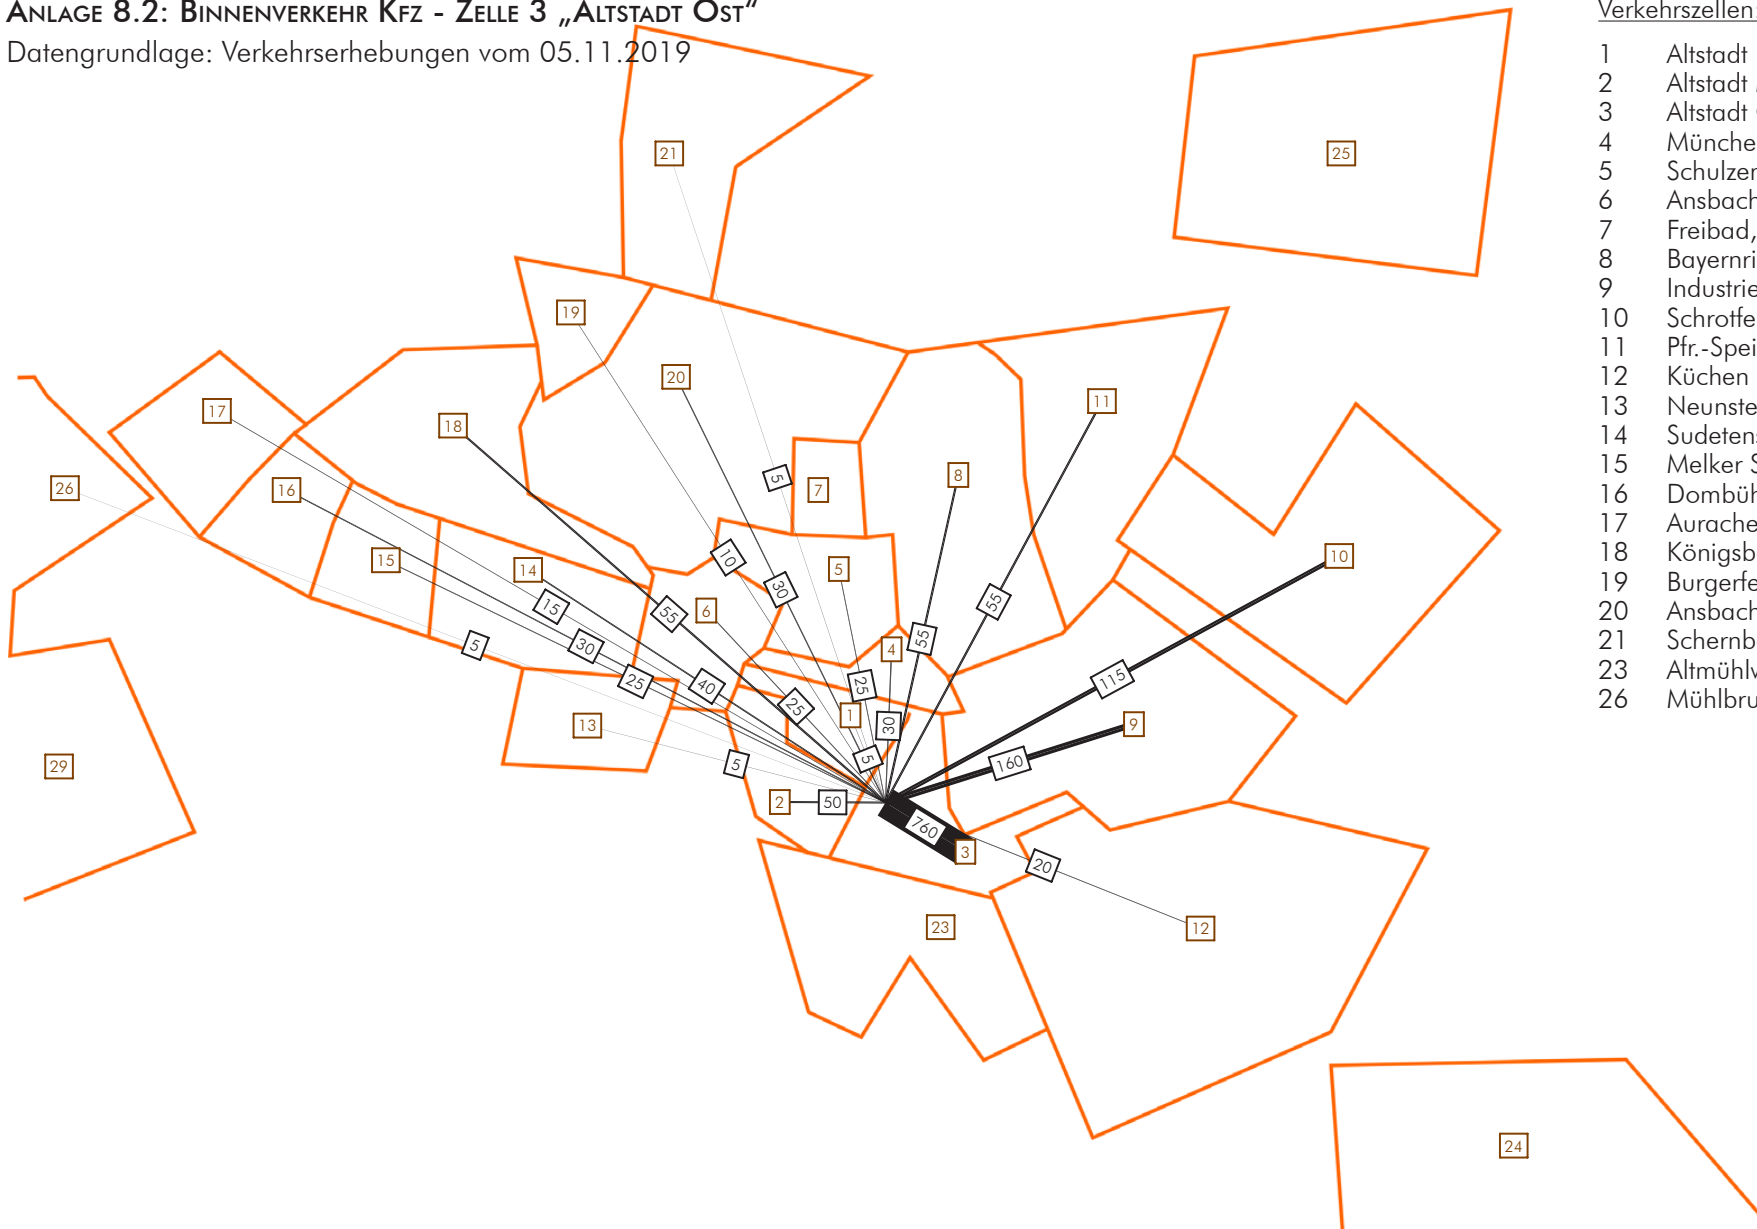 Anlage 8.2: Binnenverkehr Kfz - Zelle 3 „Altstadt Ost“
Datengrundlage: Verkehrserhebungen vom 05.11.2019
Verkehrszellen:
1 Altstadt
2 Altstadt
3 Altstadt
4 Münche
5 Schulzer
6 Ansbach
7 Freibad,
8 Bayernri
9 Industrie
10 Schrotfe
11 Pfr.-Spei
12 Küchen
13 Neunste
14 Sudeten
15 Melker S
16 Dombüh
17 Aurache
18 Königsb
19 Burgerfe
20 Ansbach
21 Schernb
23 Altmühlv
26 Mühlbru
21
25
19
20
17
11
18
8
26
16
7
10
5
15
14
5
10
30
55
15
6
55
5
30
4
115
25
40
25
25
1
9
13
30
160
5
5
29
2
50
760
3
20
23
12
24
55